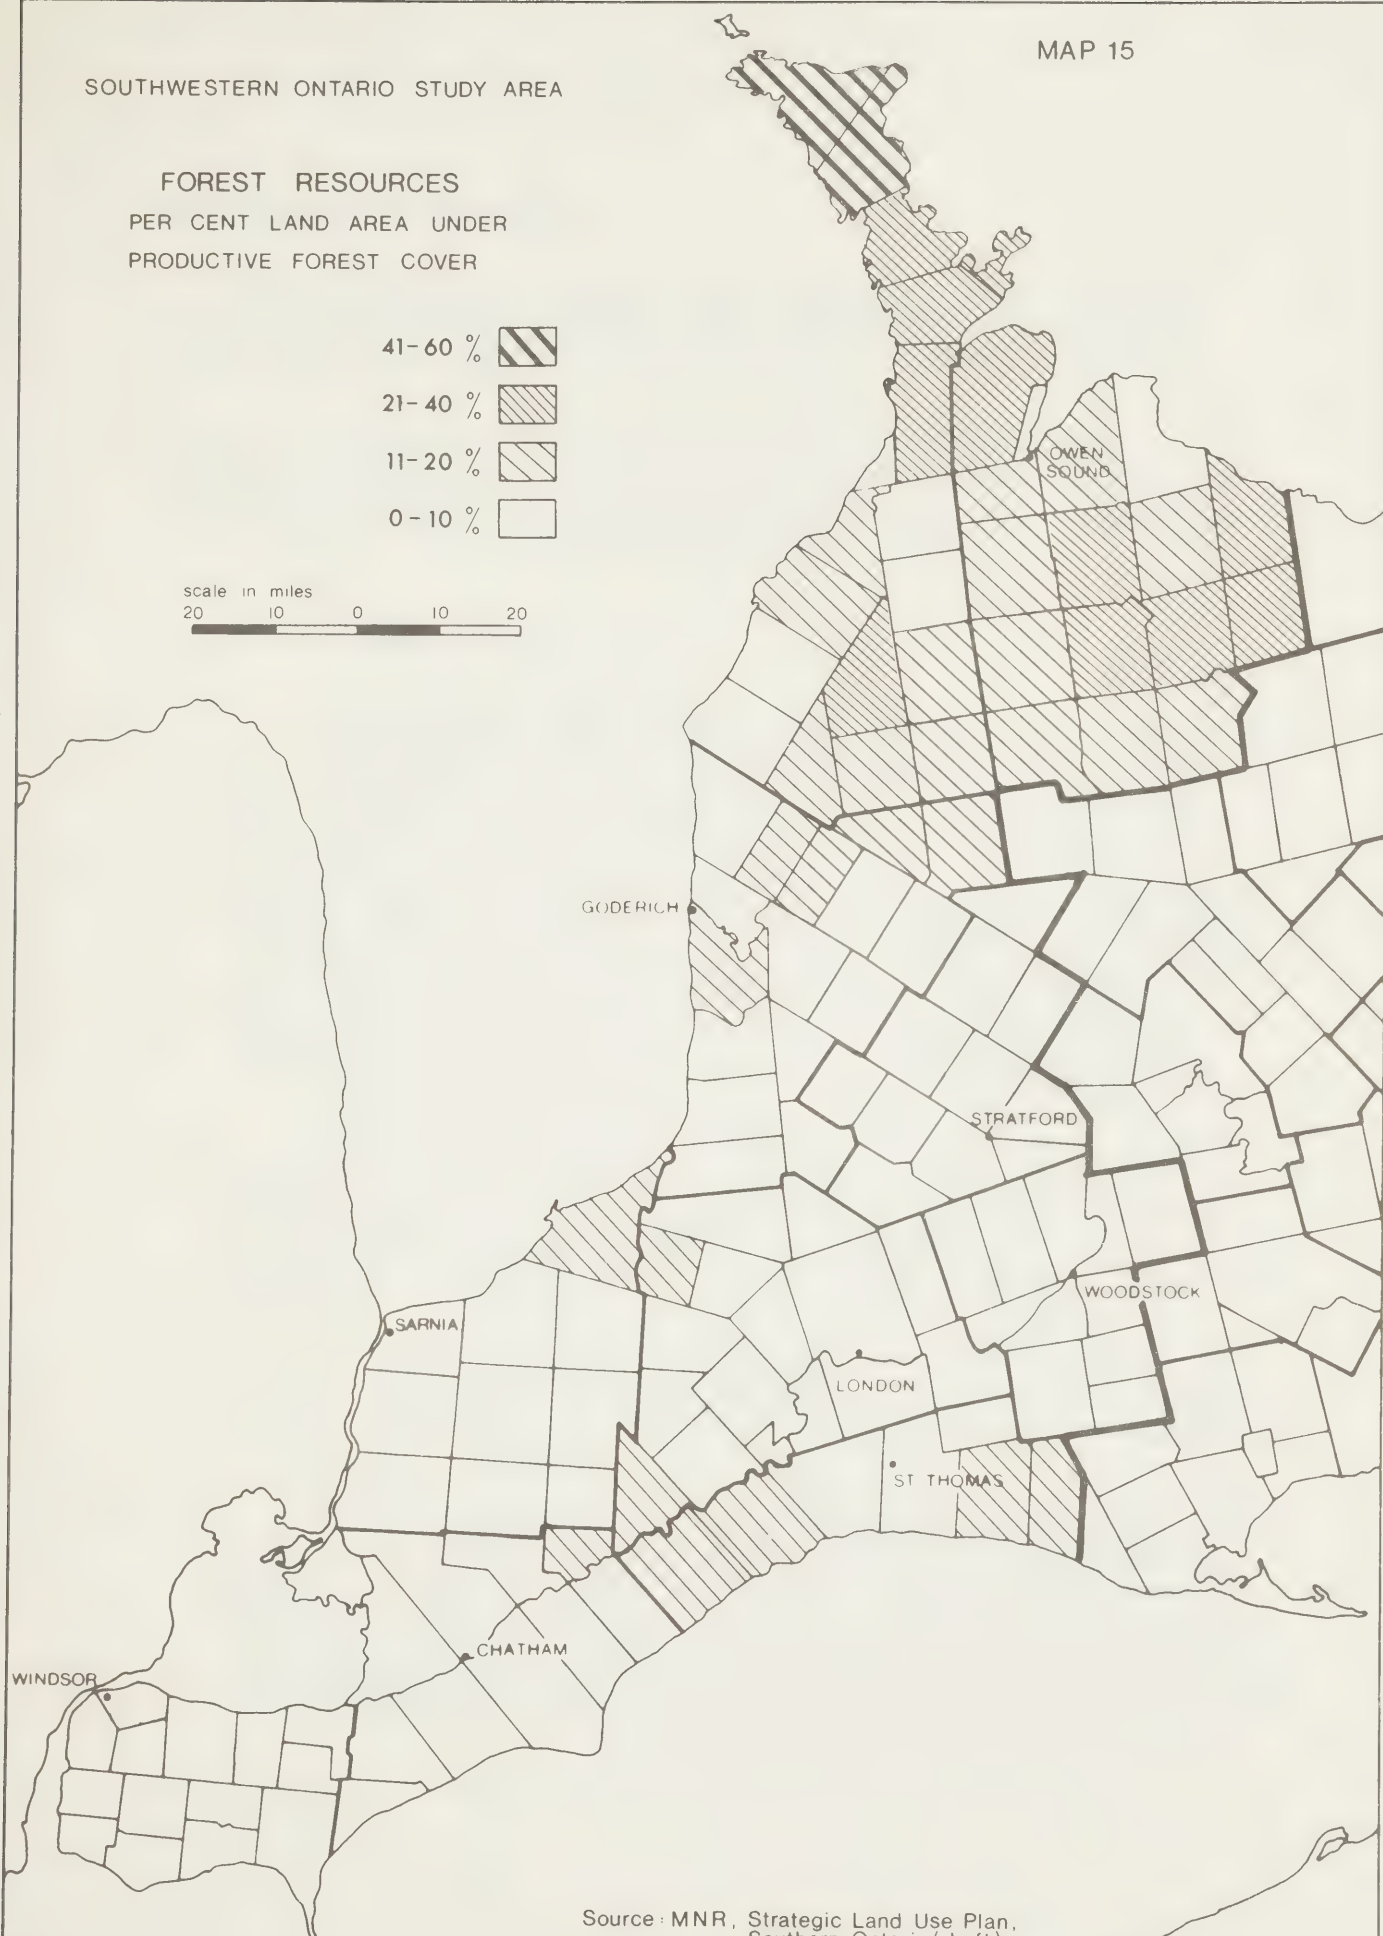 MAP 15
SOUTHWESTERN ONTARIO STUDY AREA
FOREST RESOURCES
PER CENT LAND AREA UNDER
PRODUCTIVE FOREST COVER
41-60 %
21-40 %
11-20 %
0-10 %
scale in miles
20 10 0 10 20
OWEN
SOUND
GODERICH
STRATFORD
WOODSTOCK
SARNIA
LONDON
ST THOMAS
CHATHAM
WINDSOR
Source: MNR, Strategic Land Use Plan,
Southern Ontario